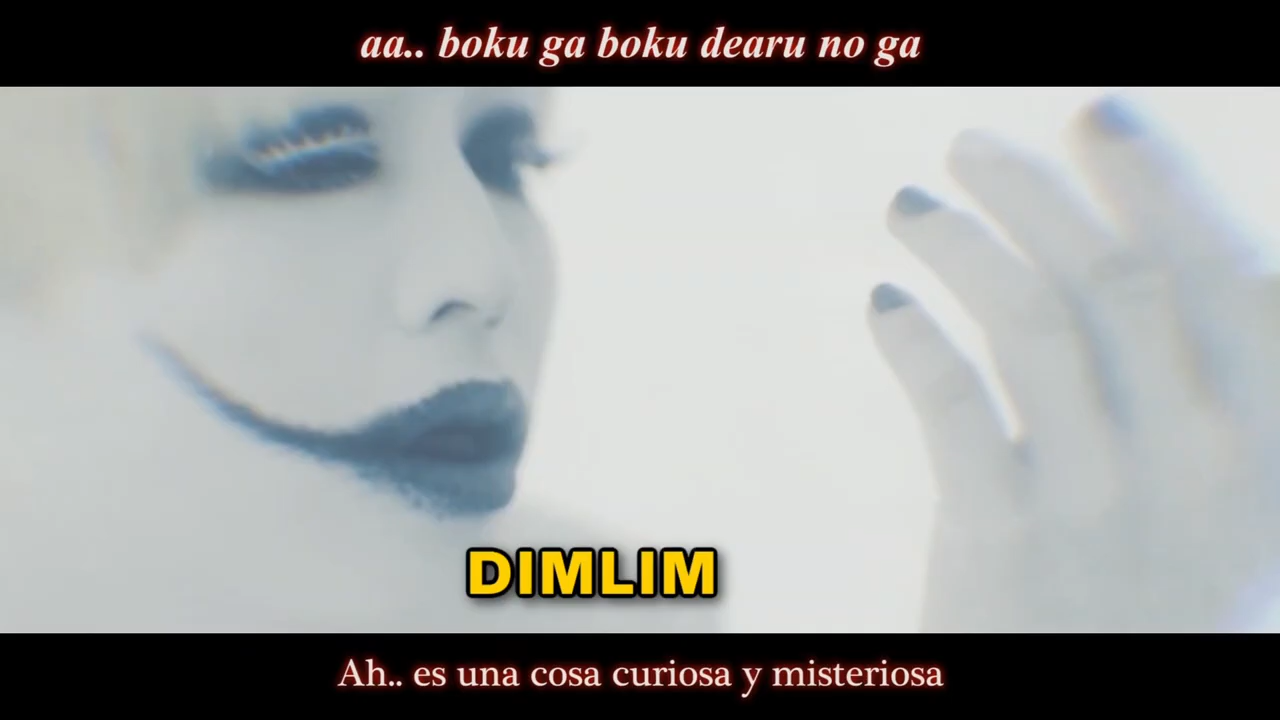 aa.. boku ga boku dearu no ga
DIMLIM
Ah.. es una cosa curiosa y misteriosa